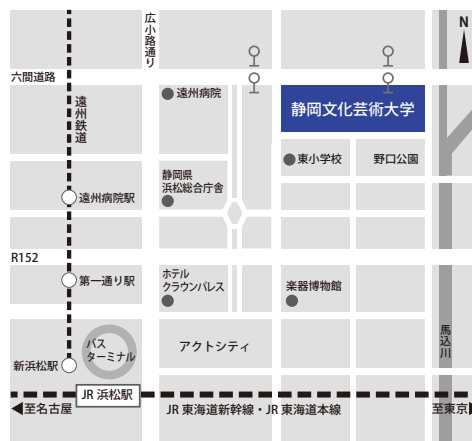 広小路通り
N
六間道路
遠州鉄道
遠州病院
静岡文化芸術大学
東小学校
野口公園
静岡県
浜松総合庁舎
遠州病院駅
R152
第一通り駅
ホテル
クラウンパレス
楽器博物館
バス
ターミナル
アクトシティ
馬込川
新浜松駅
JR 浜松駅
至名古屋
JR 東海道新幹線・JR 東海道本線
至東京